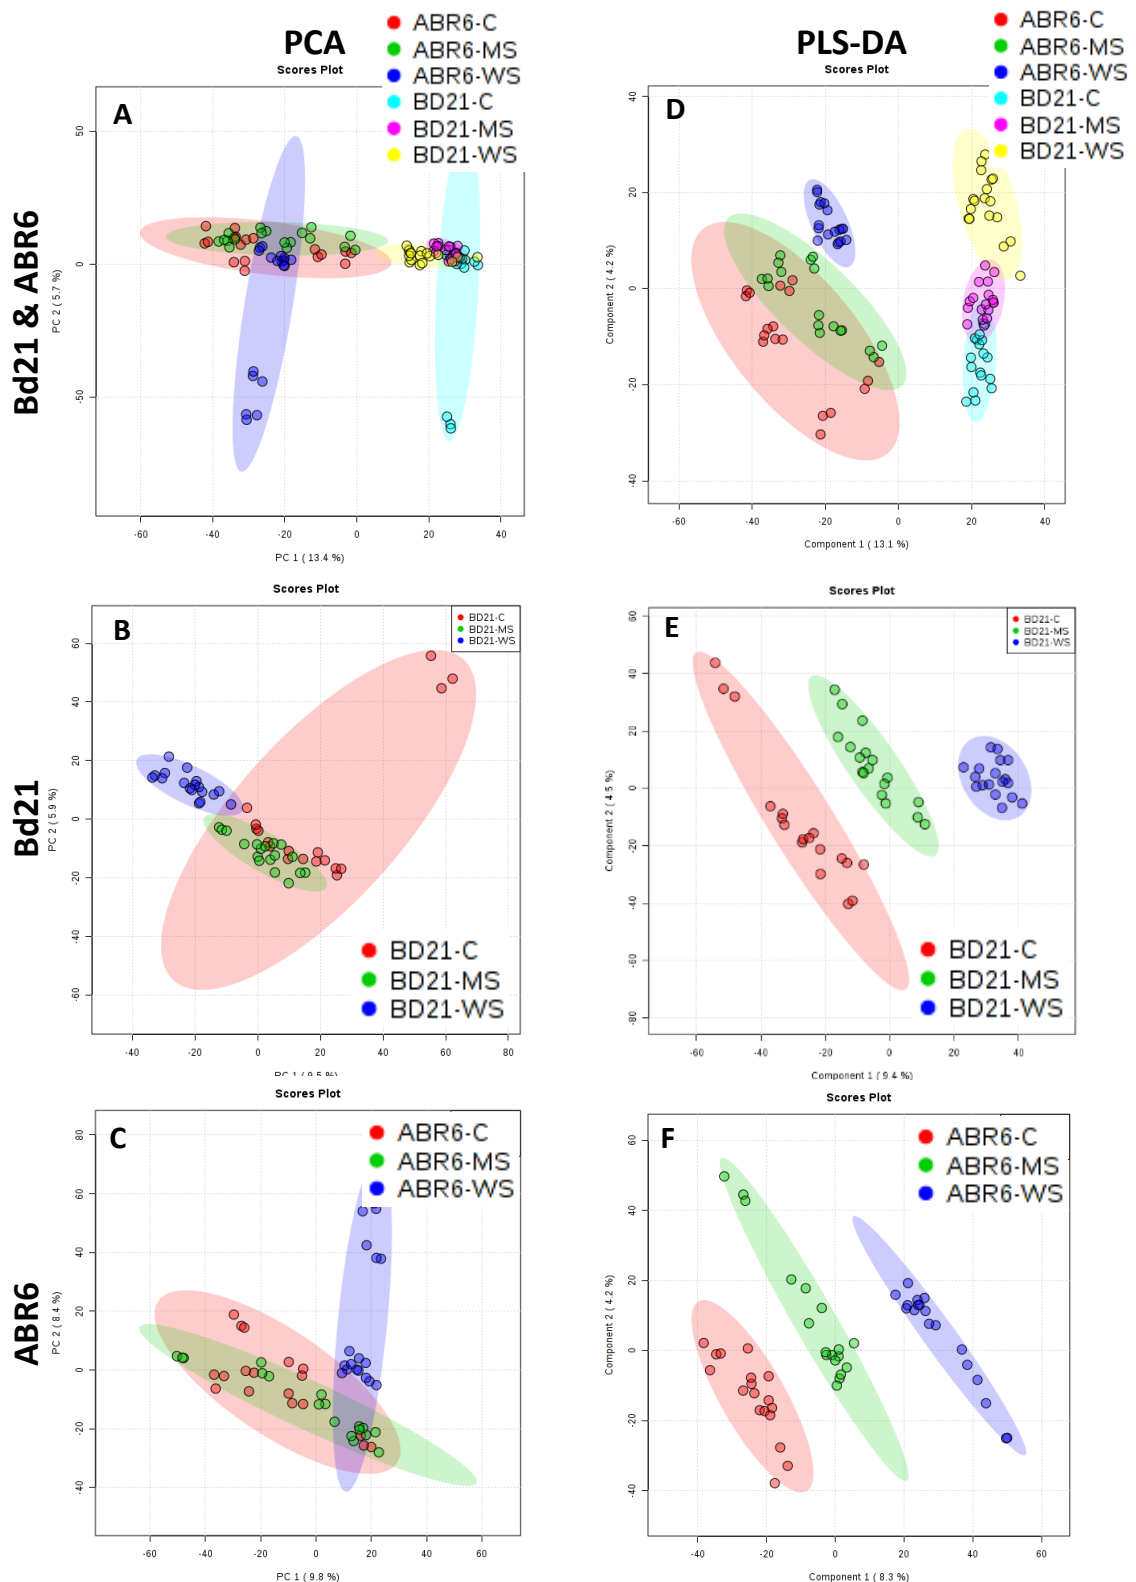 PCA
Scores Plot
ABR6-C
ABR6-MS
ABR6-WS
BD21-C
BD21-MS
BD21-WS
A
50
0
-50
PC 2 ( 5.7 %)
-60
-40
-20
0
20
40
PC 1 ( 13.4 %)
Bd21 & ABR6
PLS-DA
Scores Plot
ABR6-C
ABR6-MS
ABR6-WS
BD21-C
BD21-MS
BD21-WS
D
40
20
0
-20
-40
Component 2 ( 4.2 %)
-60
-40
-20
0
20
40
Component 1 ( 13.1 %)
Scores Plot
B
BD21-C
BD21-MS
BD21-WS
60
40
20
0
-20
-40
-60
PC 2 ( 5.9 %)
BD21-C
BD21-MS
BD21-WS
-40
-20
0
20
40
60
80
PC 1 ( 9.5 %)
Bd21
Scores Plot
E
BD21-C
BD21-MS
BD21-WS
60
40
20
0
-20
-40
-60
-80
Component 2 ( 4.5 %)
BD21-C
BD21-MS
BD21-WS
-60
-40
-20
0
20
40
Component 1 ( 9.4 %)
Scores Plot
C
ABR6-C
ABR6-MS
ABR6-WS
80
60
40
20
0
-20
-40
PC 2 ( 8.4 %)
-60
-40
-20
0
20
40
60
PC 1 ( 9.8 %)
ABR6
Scores Plot
F
ABR6-C
ABR6-MS
ABR6-WS
60
40
20
0
-20
-40
Component 2 ( 4.2 %)
-40
-20
0
20
40
60
Component 1 ( 8.3 %)